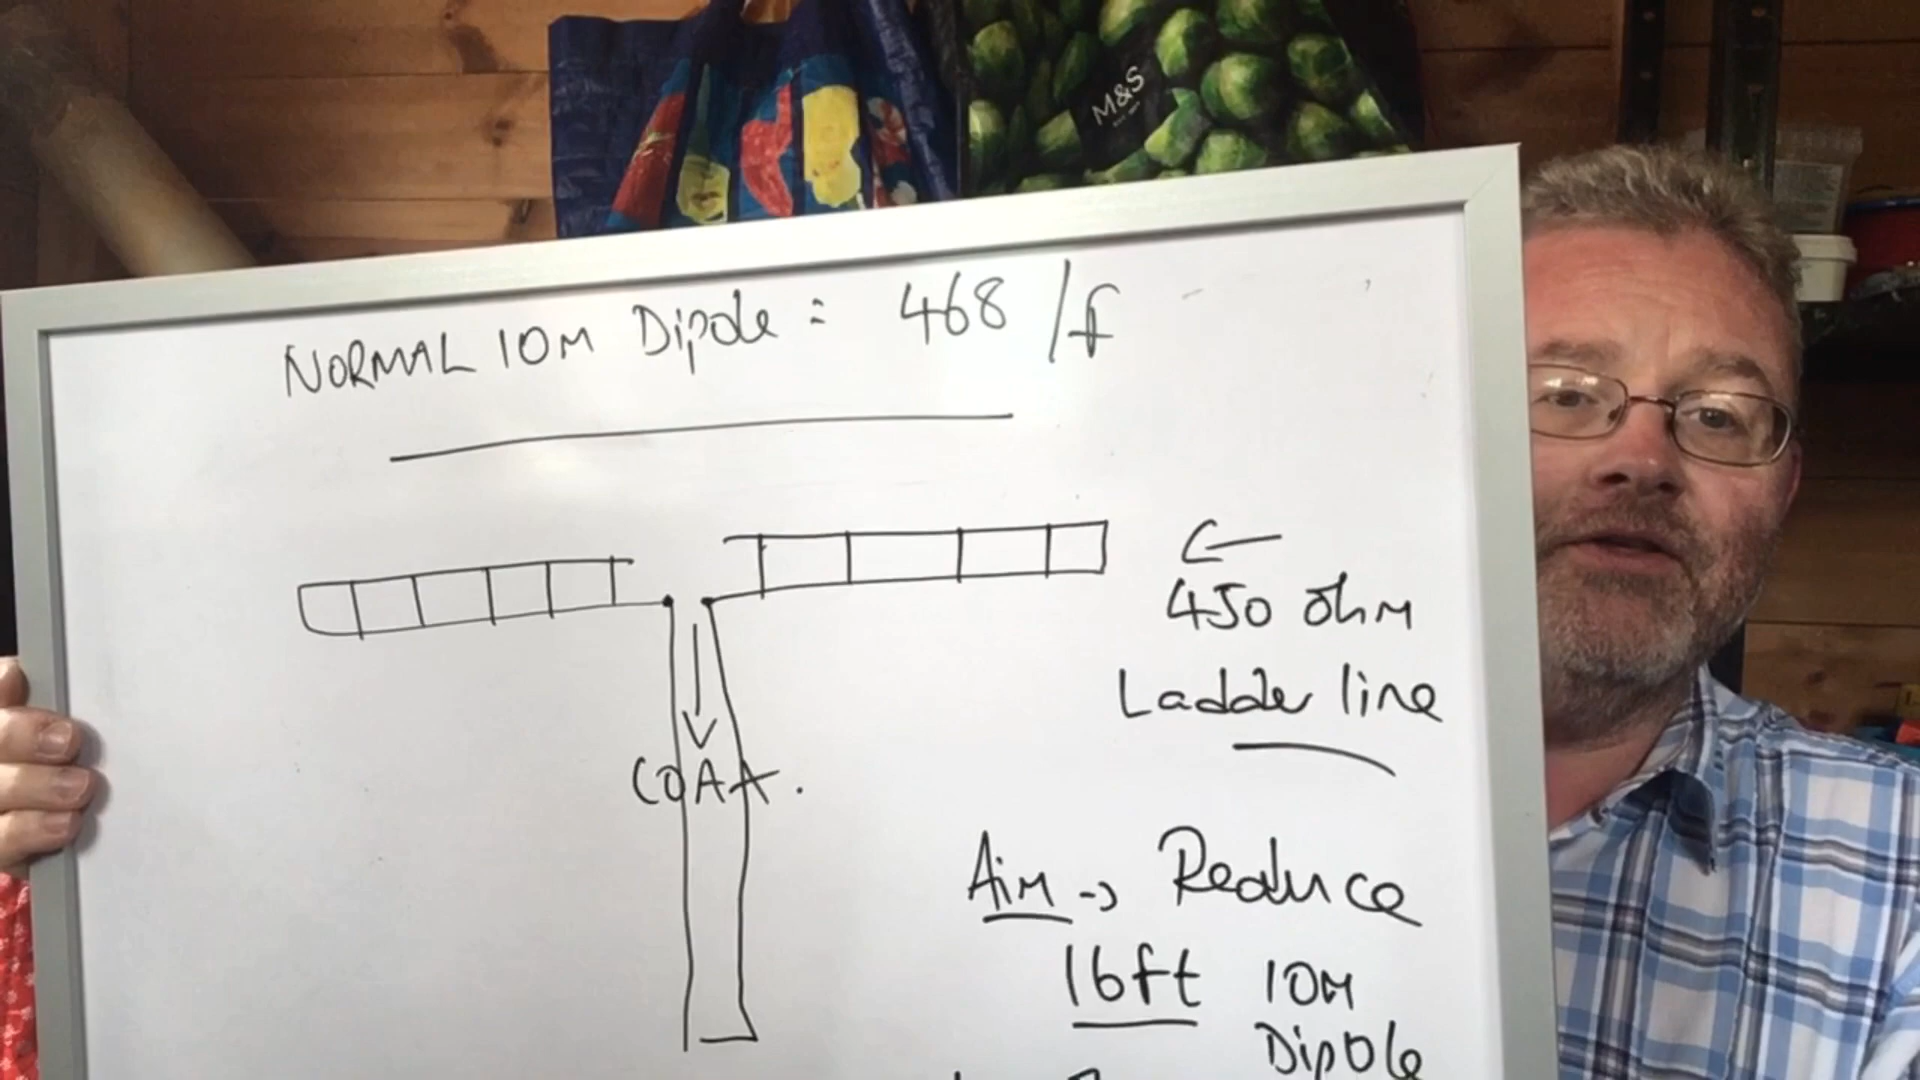 M&S
NORMAL 10M Dipole = 468 / f
450 ohm
Ladder line
COAX.
Aim -> Reduce
16ft 10M
Dipole